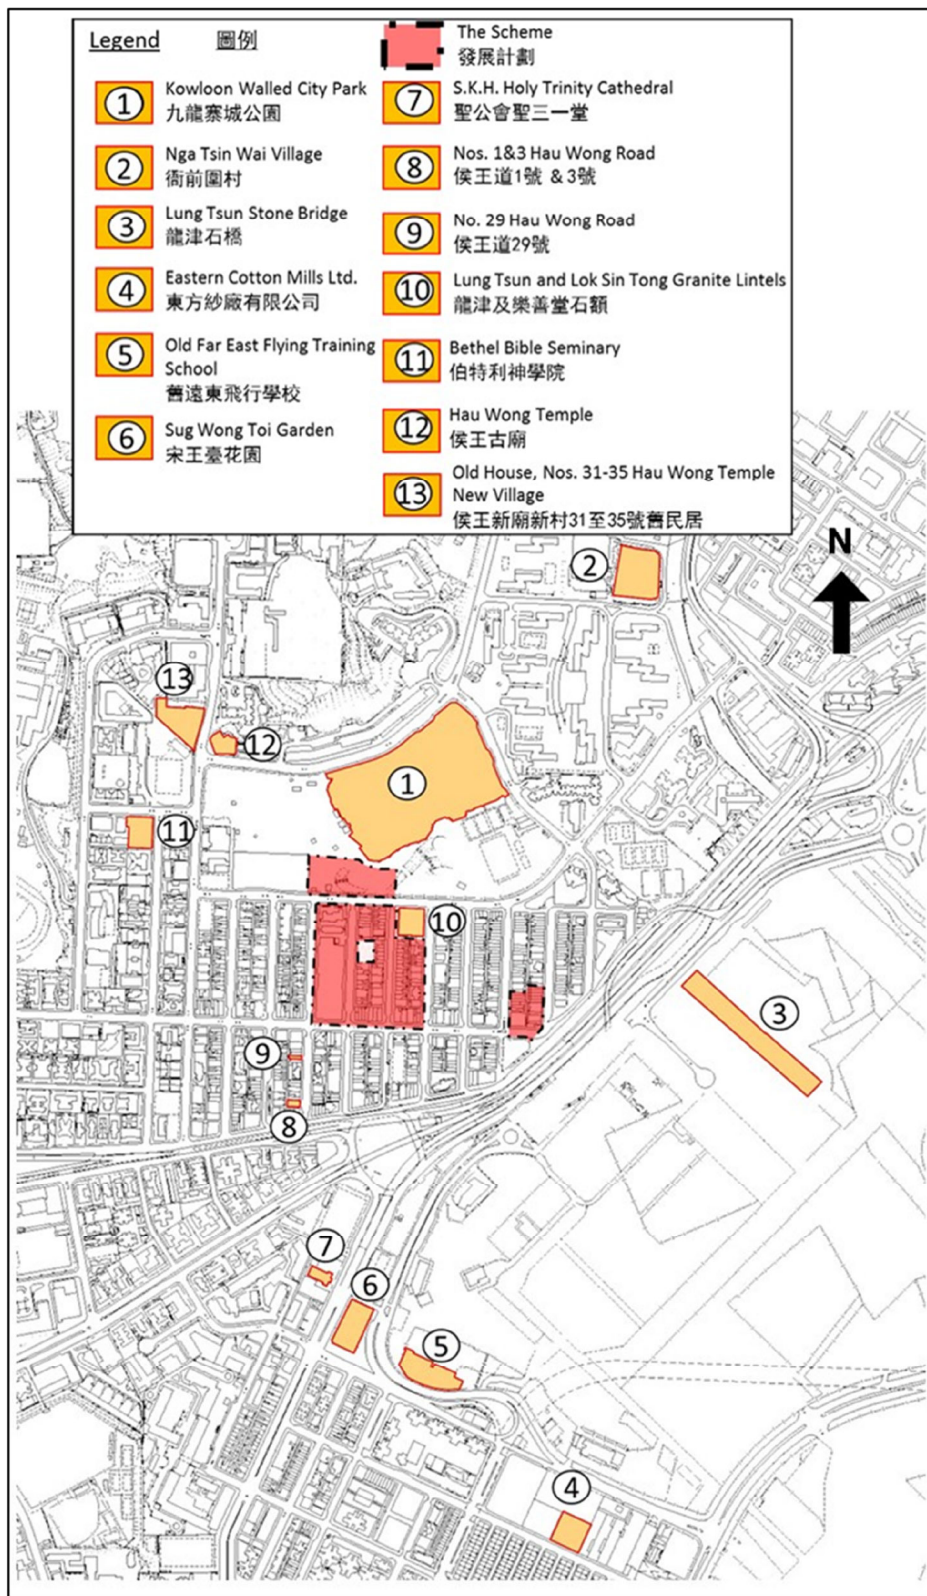 Legend 圖例
1 Kowloon Walled City Park
九龍寨城公園
2 Nga Tsin Wai Village
衙前圍村
3 Lung Tsun Stone Bridge
龍津石橋
4 Eastern Cotton Mills Ltd.
東方紗廠有限公司
5 Old Far East Flying Training
School
舊遠東飛行學校
6 Sug Wong Toi Garden
宋王臺花園
The Scheme
發展計劃
7 S.K.H. Holy Trinity Cathedral
聖公會聖三一堂
8 Nos. 1&3 Hau Wong Road
侯王道1號 & 3號
9 No. 29 Hau Wong Road
侯王道29號
10 Lung Tsun and Lok Sin Tong Granite Lintels
龍津及樂善堂石額
11 Bethel Bible Seminary
伯特利神學院
12 Hau Wong Temple
侯王古廟
13 Old House, Nos. 31-35 Hau Wong Temple
New Village
侯王新廟新村31至35號舊民居
N
2
13
12
1
11
10
3
9
8
7
6
5
4